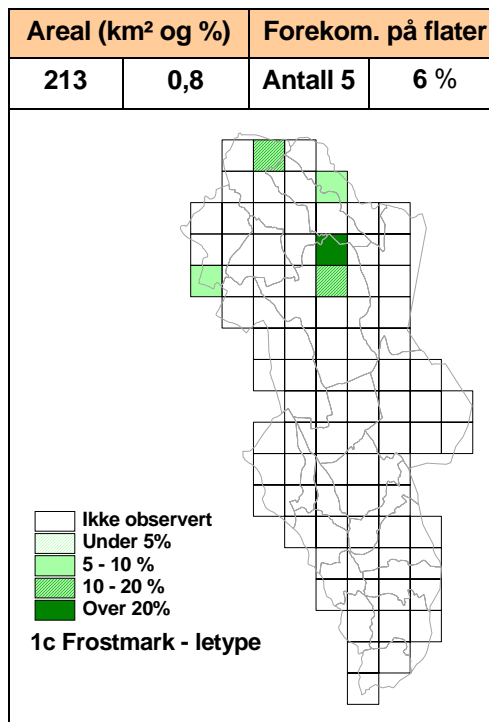 Areal (km² og %) Forekom. på flater
213 0,8 Antall 5 6 %
Ikke observert
Under 5%
5 - 10 %
10 - 20 %
Over 20%
1c Frostmark - letype